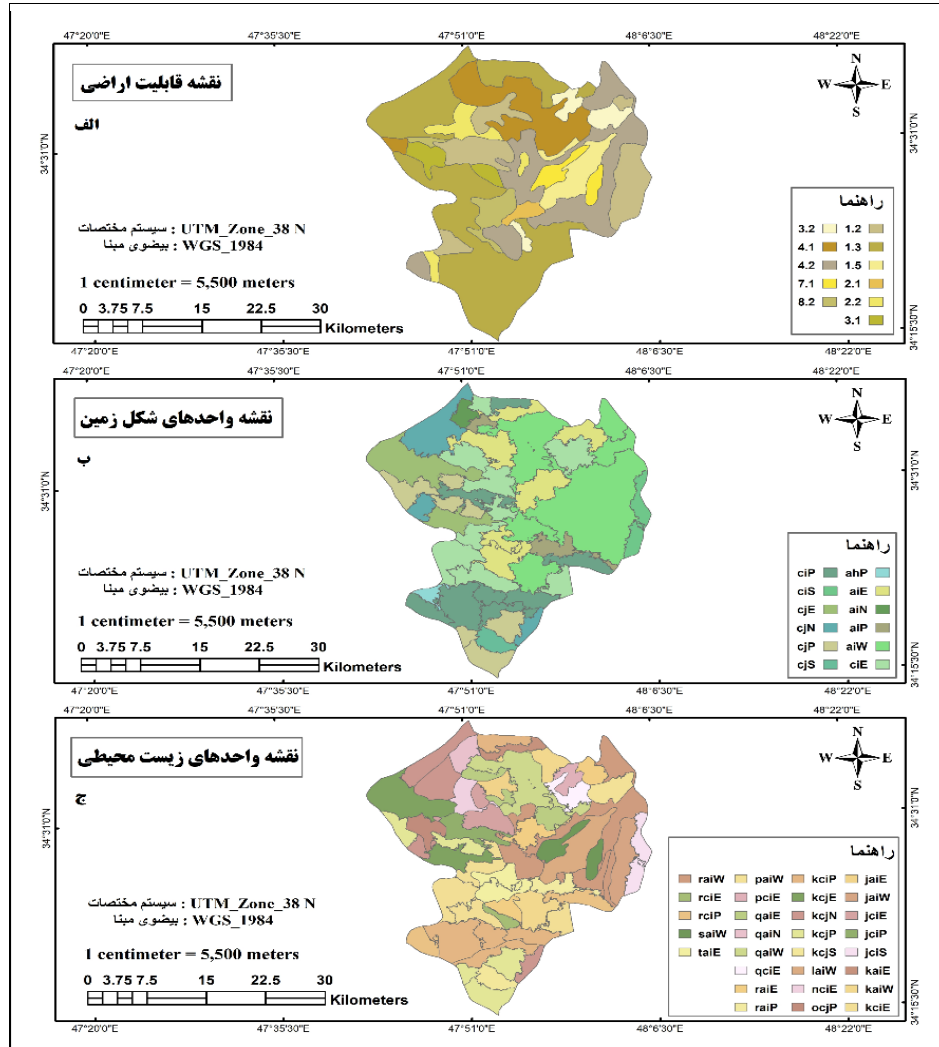 47°20'0"E 47°35'30"E 47°51'0"E 48°6'30"E 48°22'0"E
نقشه قابلیت اراضی
الف
N
W E
S
34°31'0"N 34°31'0"N
سیستم مختصات : UTM_Zone_38 N
بیضوی مبنا : WGS_1984
1 centimeter = 5,500 meters
0 3.75 7.5 15 22.5 30
Kilometers
راهنما
3.2 1.2
4.1 1.3
4.2 1.5
7.1 2.1
8.2 2.2
3.1
34°15'30"N
47°20'0"E 47°35'30"E 47°51'0"E 48°6'30"E 48°22'0"E
47°20'0"E 47°35'30"E 47°51'0"E 48°6'30"E 48°22'0"E
نقشه واحدهای شکل زمین
ب
N
W E
S
34°31'0"N 34°31'0"N
سیستم مختصات : UTM_Zone_38 N
بیضوی مبنا : WGS_1984
1 centimeter = 5,500 meters
0 3.75 7.5 15 22.5 30
Kilometers
راهنما
ciP ahP
ciS aiE
cjE aiN
cjN aiP
cjP aiW
cjS ciE
34°15'30"N
47°20'0"E 47°35'30"E 47°51'0"E 48°6'30"E 48°22'0"E
47°20'0"E 47°35'30"E 47°51'0"E 48°6'30"E 48°22'0"E
نقشه واحدهای زیست محیطی
ج
N
W E
S
34°31'0"N 34°31'0"N
سیستم مختصات : UTM_Zone_38 N
بیضوی مبنا : WGS_1984
1 centimeter = 5,500 meters
0 3.75 7.5 15 22.5 30
Kilometers
راهنما
raiW paiW kciP jaiE
rciE pciE kcjE jaiW
rciP qaiE kcjN jciE
saiW qaiN kcjP jciP
taiE qaiW kcjS jciS
qciE laiW kaiE
raiE nciE kaiW
raiP ocjP kciE
34°15'30"N
47°20'0"E 47°35'30"E 47°51'0"E 48°6'30"E 48°22'0"E